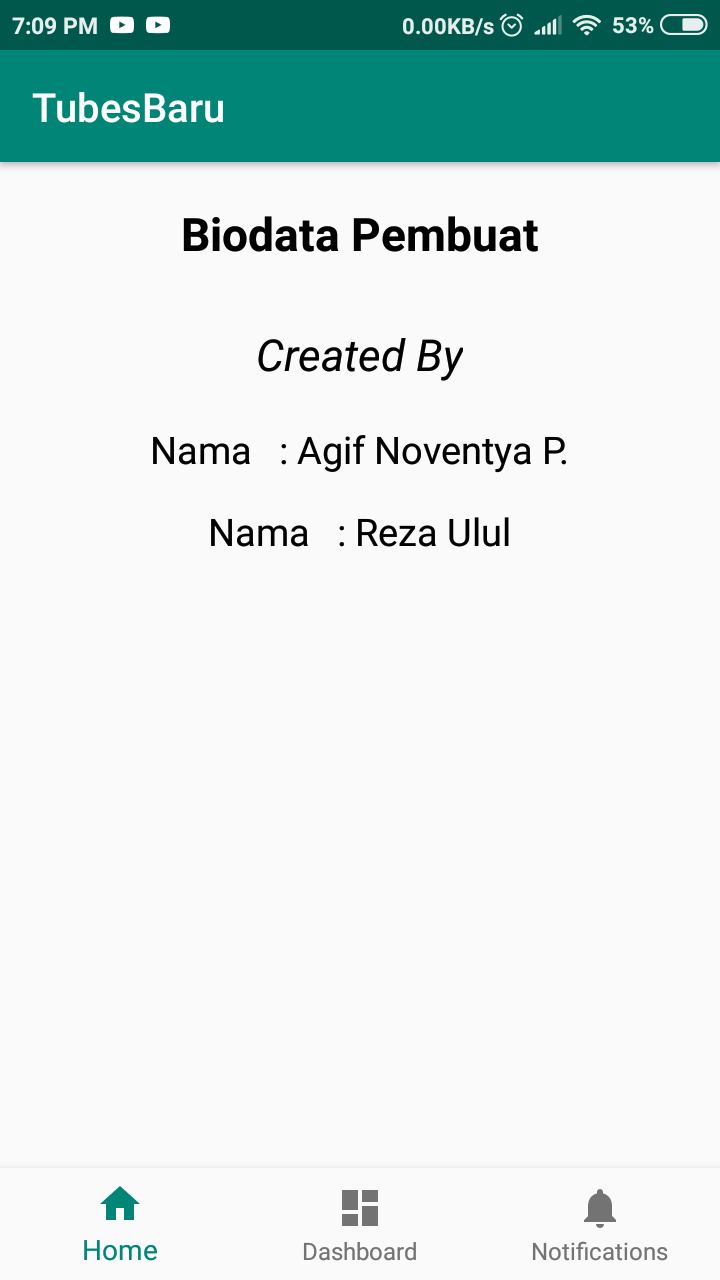 7:09 PM 0.00KB/s 53%
TubesBaru
Biodata Pembuat
Created By
Nama : Agif Noventya P.
Nama : Reza Ulul
Home Dashboard Notifications